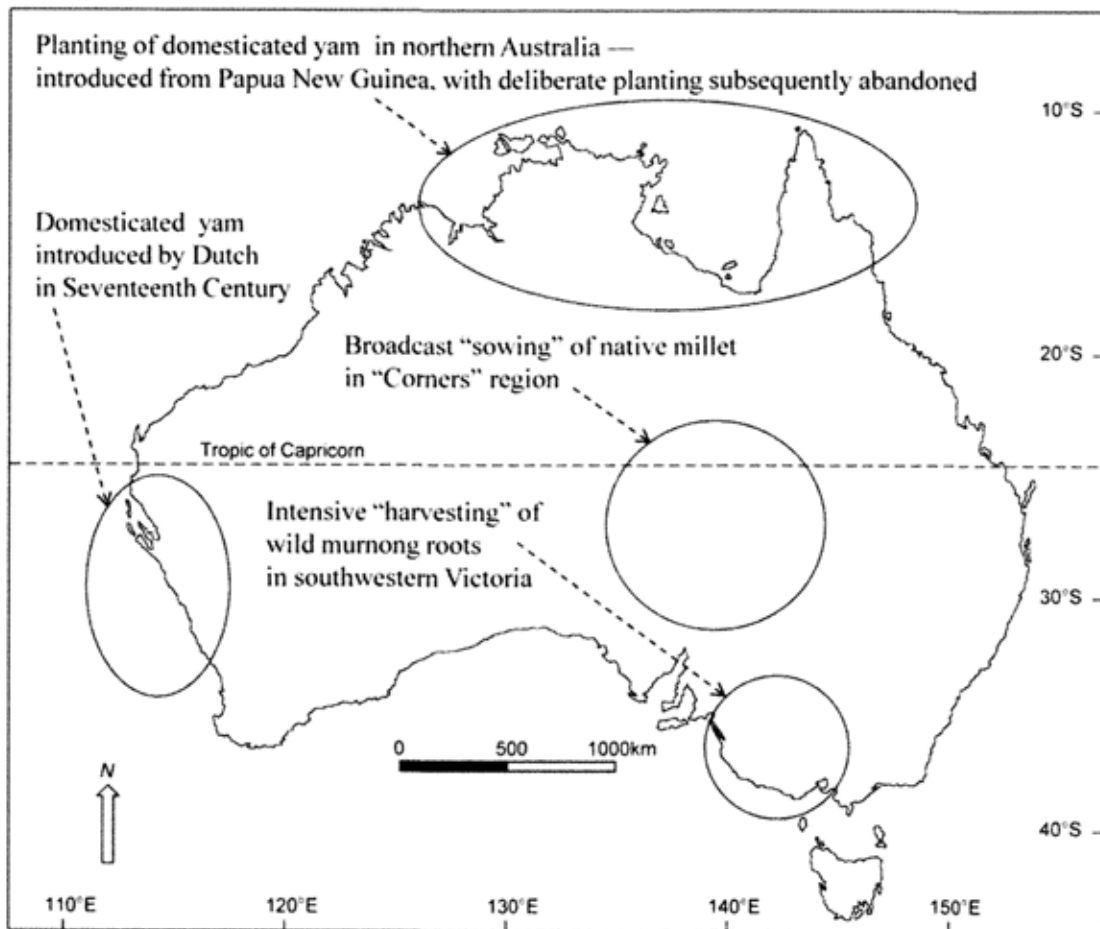 Planting of domesticated yam in northern Australia —
introduced from Papua New Guinea, with deliberate planting subsequently abandoned
10°S
Domesticated yam
introduced by Dutch
in Seventeenth Century
Broadcast “sowing” of native millet
in “Corners” region
20°S
Tropic of Capricorn
Intensive “harvesting” of
wild murnong roots
in southwestern Victoria
30°S
0 500 1000km
N
40°S
110°E 120°E 130°E 140°E 150°E